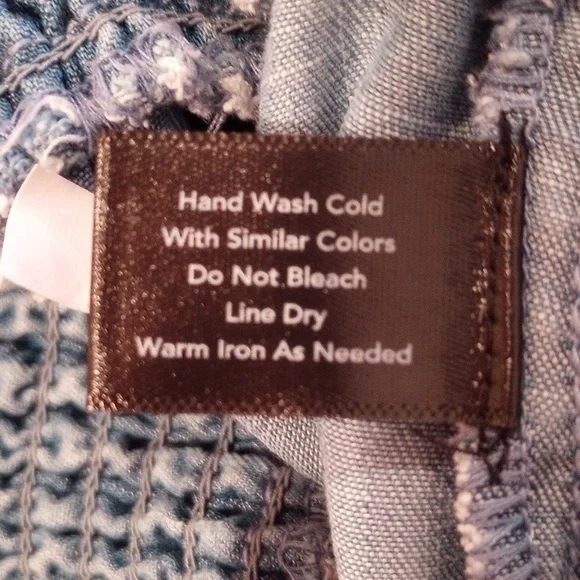 Hand Wash Cold
With Similar Colors
Do Not Bleach
Line Dry
Warm Iron As Needed